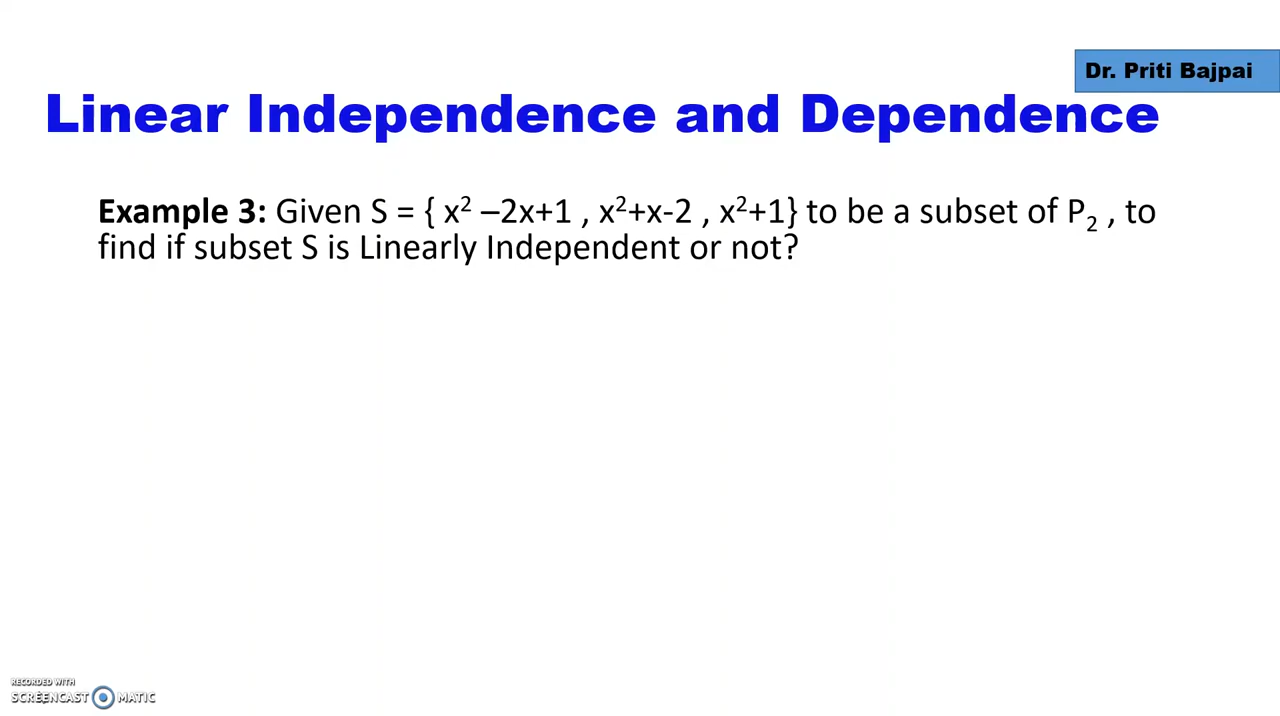 Dr. Priti Bajpai
Linear Independence and Dependence
Example 3: Given S = { x² –2x+1 , x²+x-2 , x²+1} to be a subset of P₂ , to
find if subset S is Linearly Independent or not?
RECORDED WITH
SCREENCAST MATIC